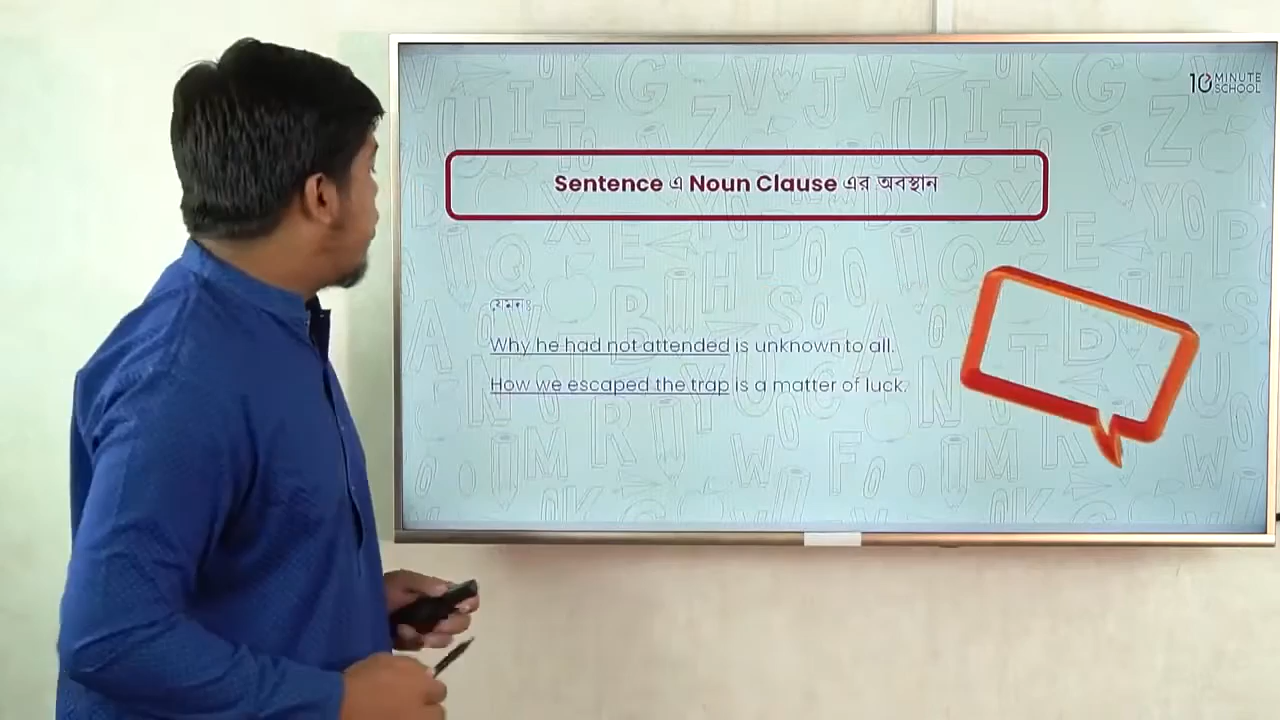 10 MINUTE SCHOOL
Sentence এ Noun Clause এর অবস্থান
যেমনঃ
Why he had not attended is unknown to all.
How we escaped the trap is a matter of luck.